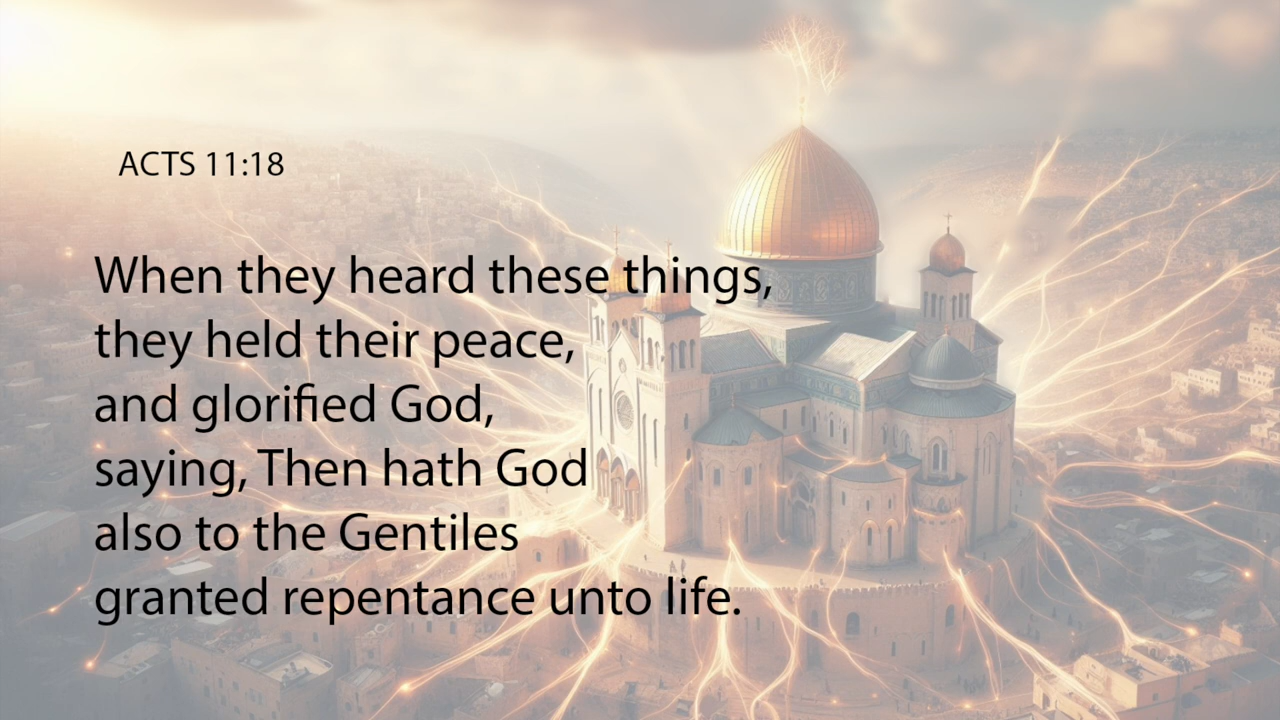 ACTS 11:18
When they heard these things,
they held their peace,
and glorified God,
saying, Then hath God
also to the Gentiles
granted repentance unto life.